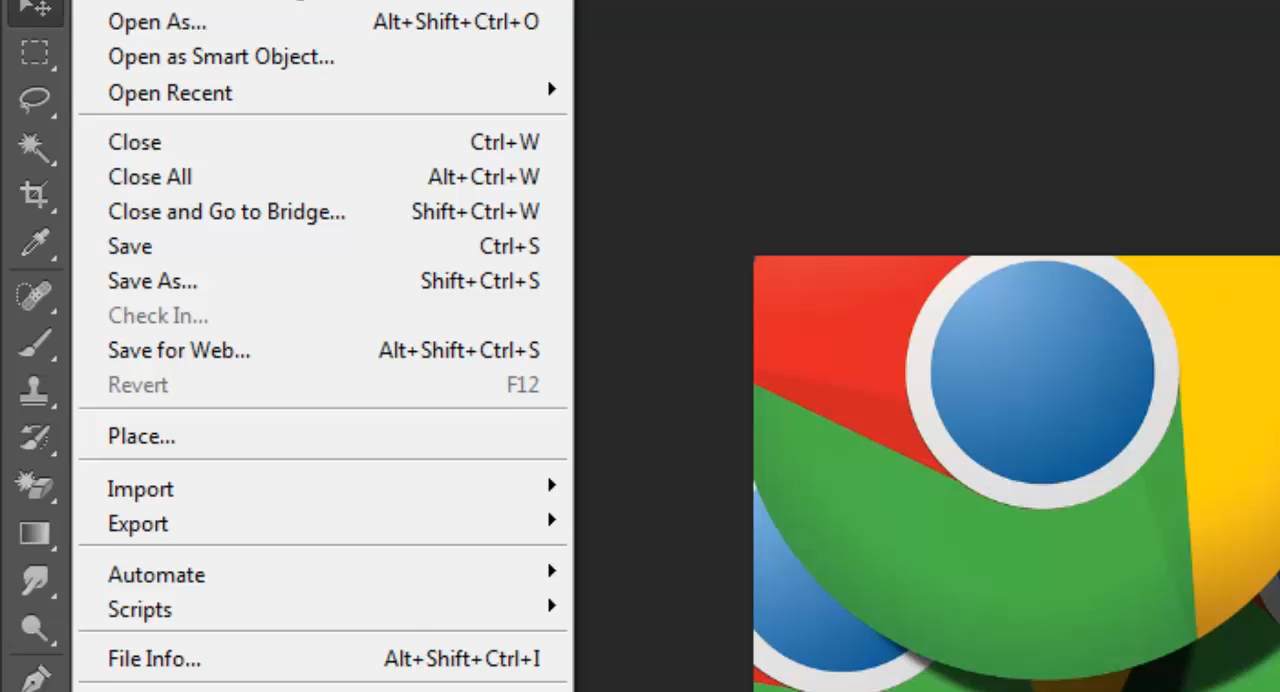 Open As... Alt+Shift+Ctrl+O
Open as Smart Object...
Open Recent
Close Ctrl+W
Close All Alt+Ctrl+W
Close and Go to Bridge... Shift+Ctrl+W
Save Ctrl+S
Save As... Shift+Ctrl+S
Check In...
Save for Web... Alt+Shift+Ctrl+S
Revert F12
Place...
Import
Export
Automate
Scripts
File Info... Alt+Shift+Ctrl+I